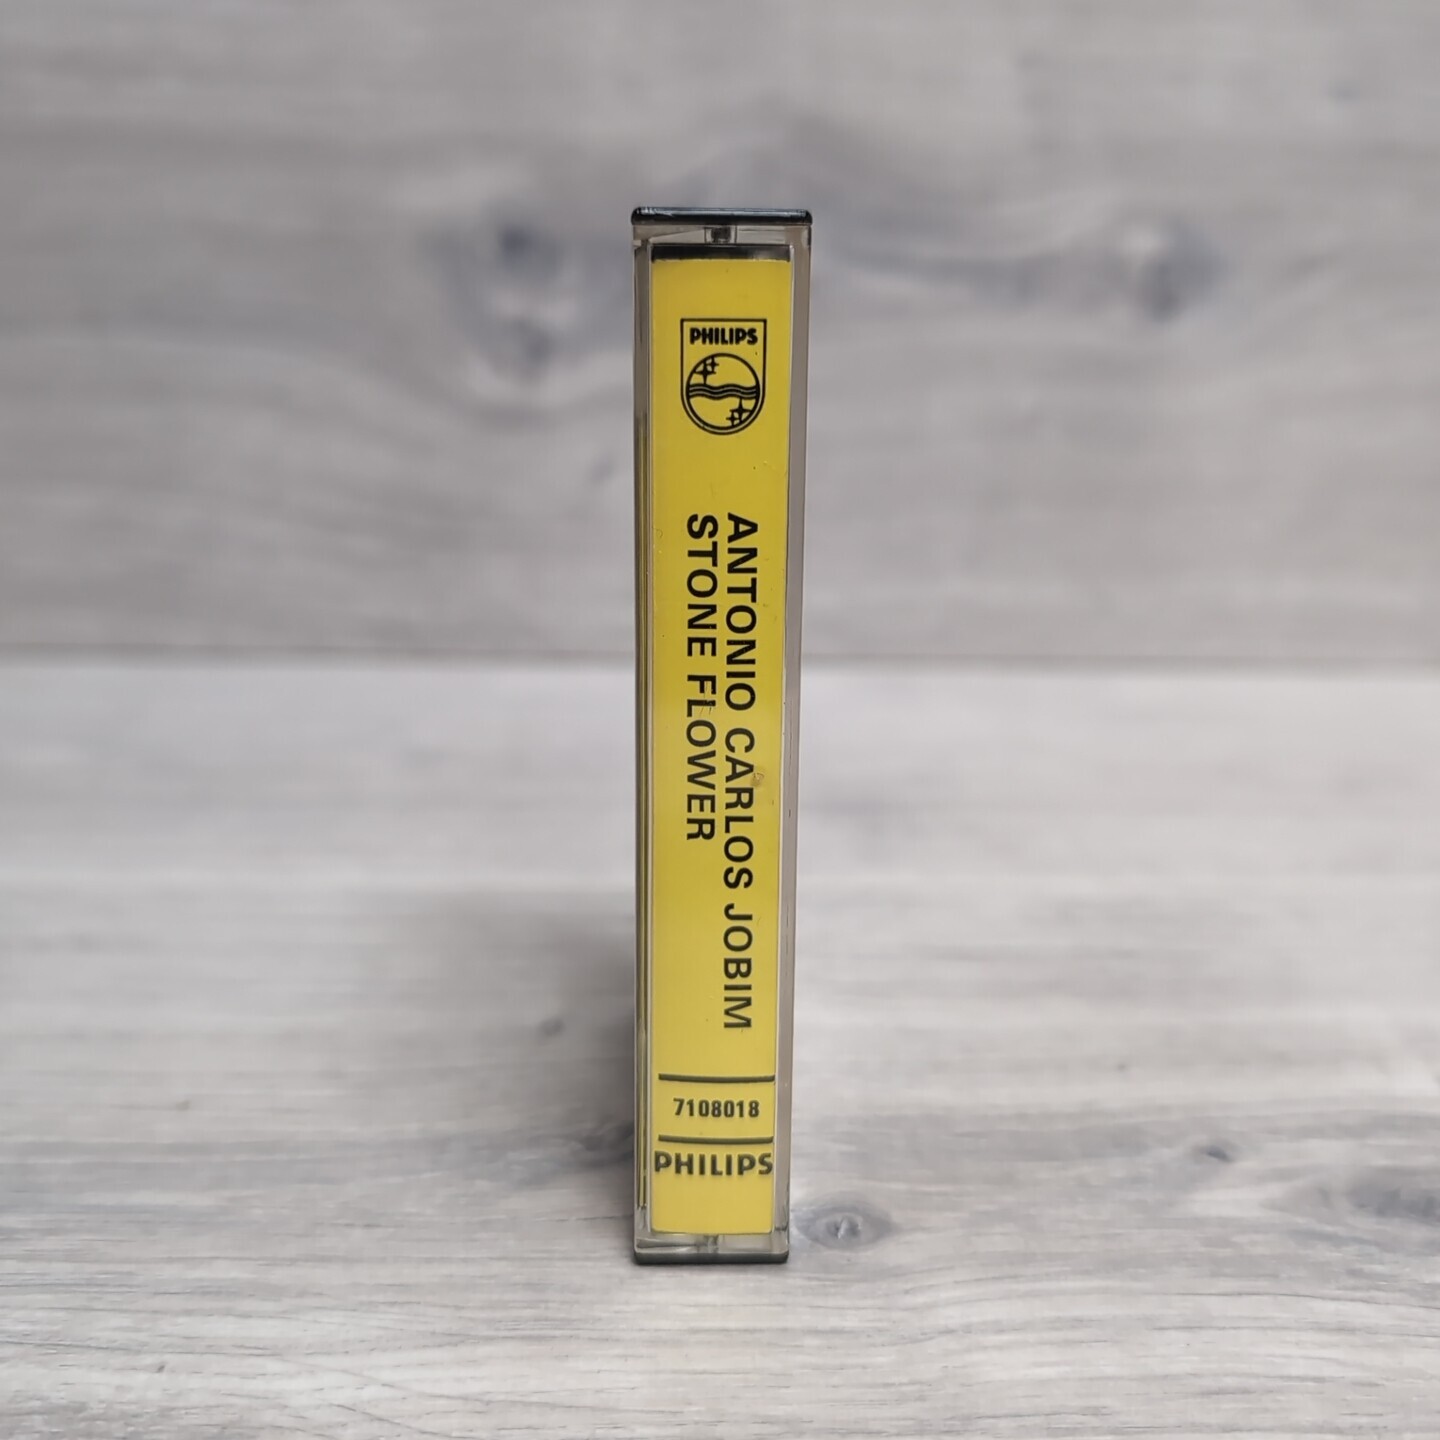 PHILIPS
ANTONIO CARLOS JOBIM
STONE FLOWER
7108018
PHILIPS